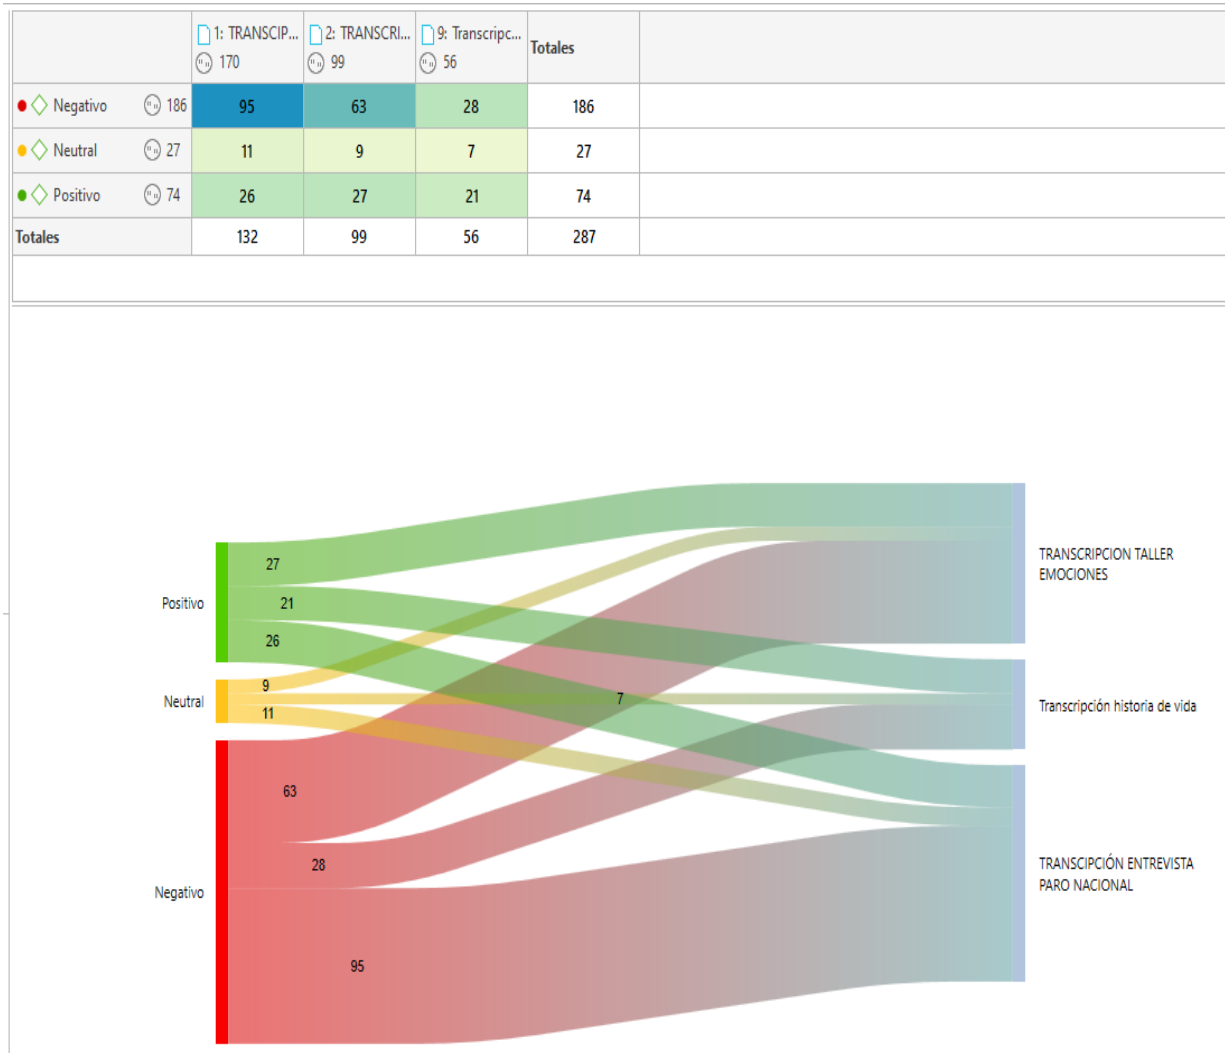 1: TRANSCIP... 2: TRANSCRI... 9: Transcripc... Totales
170 99 56
Negativo 186 95 63 28 186
Neutral 27 11 9 7 27
Positivo 74 26 27 21 74
Totales 132 99 56 287
TRANSCRIPCION TALLER
EMOCIONES
27
Positivo 21
26
9
Neutral 7 Transcripción historia de vida
11
63
28 TRANSCIPCIÓN ENTREVISTA
PARO NACIONAL
Negativo
95